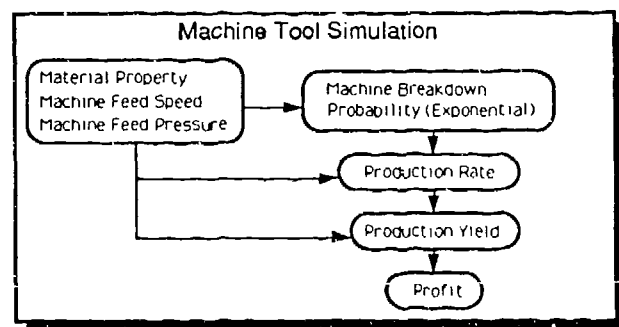 Machine Tool Simulation
Material Property
Machine Feed Speed
Machine Feed Pressure
Machine Breakdown
Probability (Exponential)
Production Rate
Production Yield
Profit